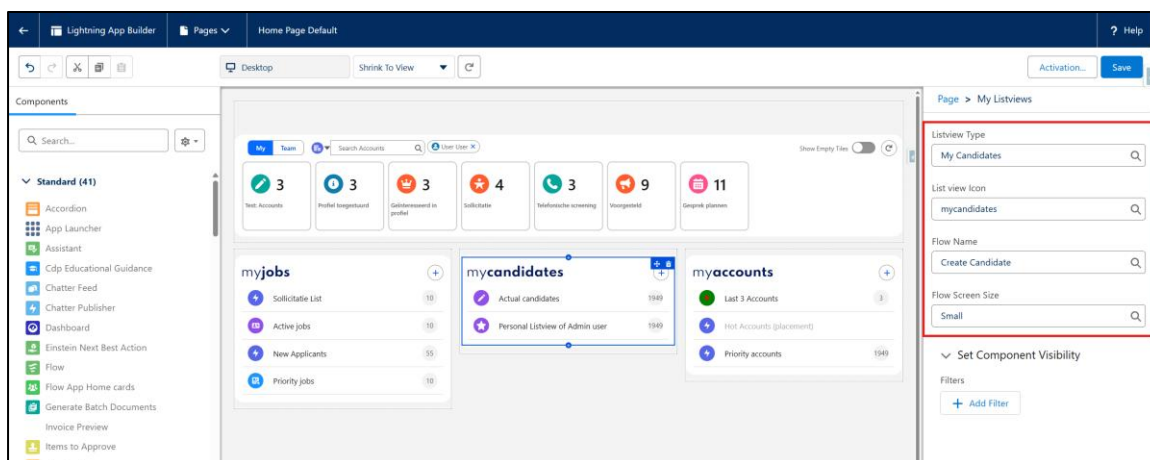 Lightning App Builder
Pages
Home Page Default
? Help
Desktop
Shrink To View
Activation...
Save
Components
Search...
Standard (41)
Accordion
App Launcher
Assistant
Cdp Educational Guidance
Chatter Feed
Chatter Publisher
Dashboard
Einstein Next Best Action
Flow
Flow App Home cards
Generate Batch Documents
Invoice Preview
Items to Approve
My
Team
Search Accounts
User User
Show Empty Tiles
3
Test: Accounts
3
Profiel toegestuurd
3
Geïnteresseerd in
profiel
4
Sollicitatie
3
Telefonische screening
9
Voorgesteld
11
Gesprek plannen
myjobs
Sollicitatie List 10
Active jobs 10
New Applicants 55
Priority jobs 10
mycandidates
Actual candidates 1949
Personal Listview of Admin user 1949
myaccounts
Last 3 Accounts 3
Hot Accounts (placement)
Priority accounts 1949
Page > My Listviews
Listview Type
My Candidates
List view Icon
mycandidates
Flow Name
Create Candidate
Flow Screen Size
Small
Set Component Visibility
Filters
+ Add Filter